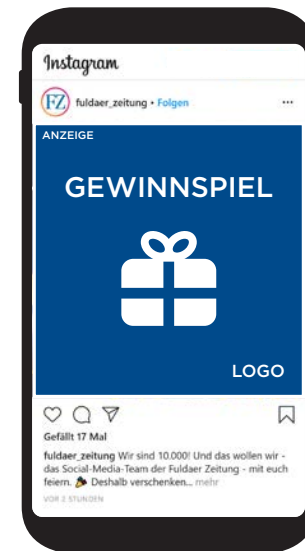 Instagram
FZ
fuldaer_zeitung • Folgen
ANZEIGE
GEWINNSPIEL
LOGO
Gefällt 17 Mal
fuldaer_zeitung Wir sind 10.000! Und das wollen wir -
das Social-Media-Team der Fuldaer Zeitung - mit euch
feiern. 🎉 Deshalb verschenken... mehr
VOR 2 STUNDEN